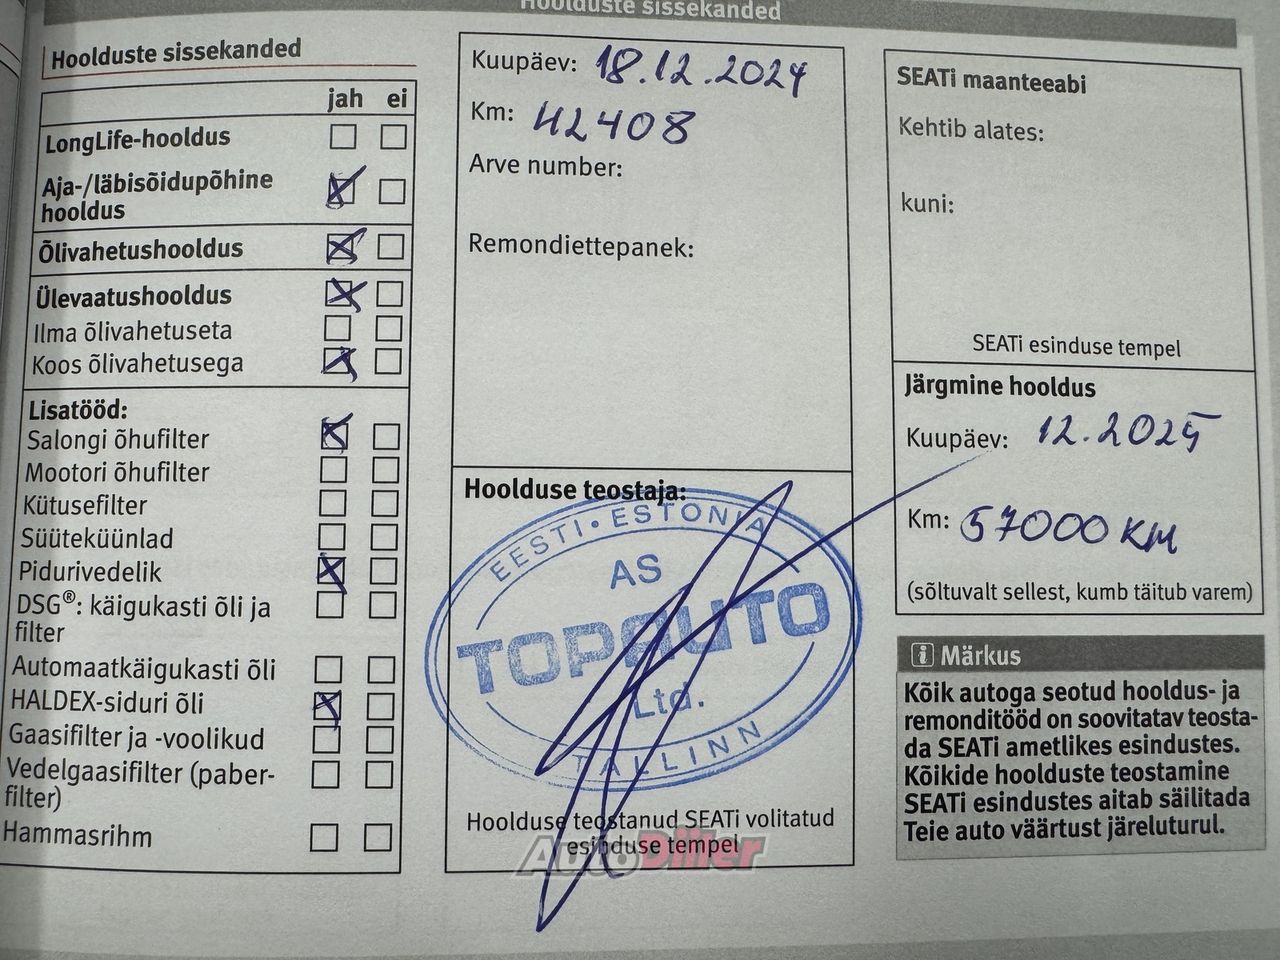 Hoolduste sissekanded
Hoolduste sissekanded
jah ei
LongLife-hooldus
Aja-/läbisõidupõhine
hooldus
Õlivahetushooldus
Ülevaatushooldus
Ilma õlivahetuseta
Koos õlivahetusega
Lisatööd:
Salongi õhufilter
Mootori õhufilter
Kütusefilter
Süüteküünlad
Pidurivedelik
DSG®: käigukasti õli ja
filter
Automaatkäigukasti õli
HALDEX-siduri õli
Gaasifilter ja -voolikud
Vedelgaasifilter (paber-
filter)
Hammasrihm
Kuupäev: 18.12.2024
Km: 42408
Arve number:
Remondiettepanek:
Hoolduse teostaja:
EESTI • ESTONIA
AS
TOPAUTO
Ltd.
TALLINN
Hoolduse teostanud SEATi volitatud
esinduse tempel
AutoDiiler
SEATi maanteeabi
Kehtib alates:
kuni:
SEATi esinduse tempel
Järgmine hooldus
Kuupäev: 12.2025
Km: 57000 KM
(sõltuvalt sellest, kumb täitub varem)
i Märkus
Kõik autoga seotud hooldus- ja
remonditööd on soovitatav teosta-
da SEATi ametlikes esindustes.
Kõikide hoolduste teostamine
SEATi esindustes aitab säilitada
Teie auto väärtust järeluturul.